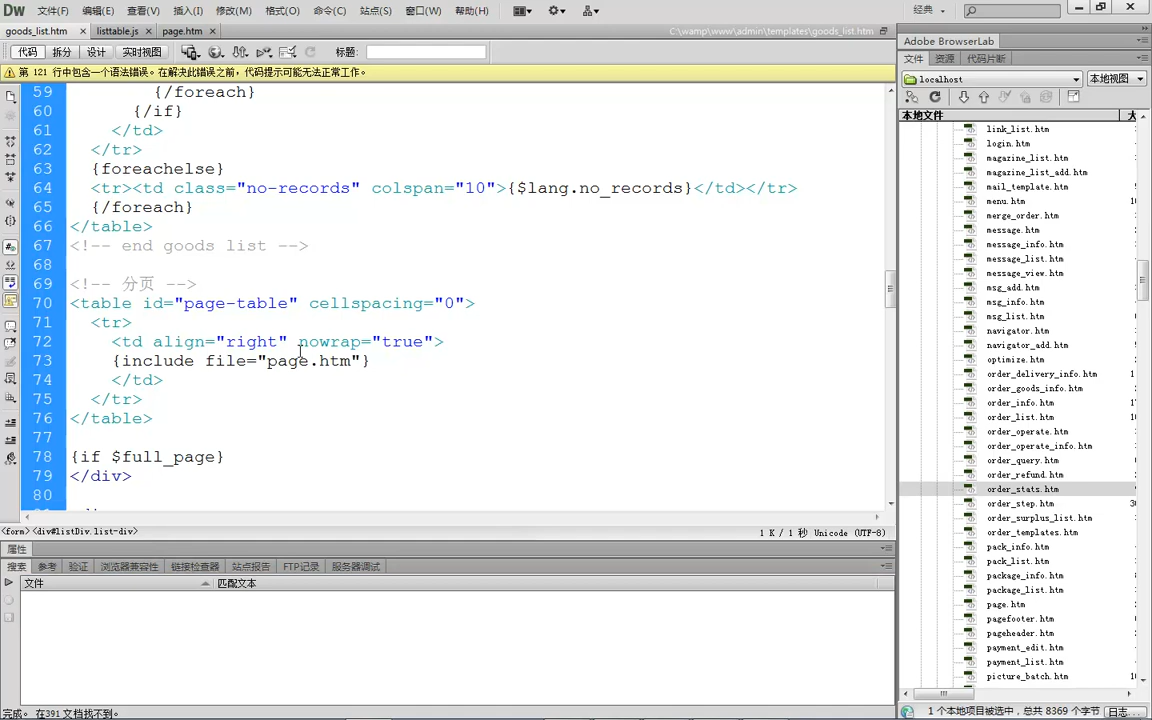 Dw 文件(F) 编辑(E) 查看(V) 插入(I) 修改(M) 格式(O) 命令(C) 站点(S) 窗口(W) 帮助(H) 经典
goods_list.htm × listtable.js × page.htm × C:\wamp\www\admin\templates\goods_list.htm
代码 拆分 设计 实时视图 标题:
第 121 行中包含一个语法错误。在解决此错误之前,代码提示可能无法正常工作。
59 {/foreach}
60 {/if}
61 </td>
62 </tr>
63 {foreachelse}
64 <tr><td class="no-records" colspan="10">{$lang.no_records}</td></tr>
65 {/foreach}
66 </table>
67 <!-- end goods list -->
68
69 <!-- 分页 -->
70 <table id="page-table" cellspacing="0">
71 <tr>
72 <td align="right" nowrap="true">
73 {include file="page.htm"}
74 </td>
75 </tr>
76 </table>
77
78 {if $full_page}
79 </div>
80
<form> <div#listDiv.list-div> 1 K / 1 秒 Unicode (UTF-8)
属性
搜索 参考 验证 浏览器兼容性 链接检查器 站点报告 FTP记录 服务器调试
文件 匹配文本
完成。 在391 文档找不到。
Adobe BrowserLab
文件 资源 代码片断
localhost 本地视图
本地文件 大
link_list.htm
login.htm
magazine_list.htm
magazine_list_add.htm
mail_template.htm
menu.htm
merge_order.htm
message.htm
message_info.htm
message_list.htm
message_view.htm
msg_add.htm
msg_info.htm
msg_list.htm
navigator.htm
navigator_add.htm
optimize.htm
order_delivery_info.htm
order_goods_info.htm
order_info.htm
order_list.htm
order_operate.htm
order_operate_info.htm
order_query.htm
order_refund.htm
order_stats.htm
order_step.htm
order_surplus_list.htm
order_templates.htm
pack_info.htm
pack_list.htm
package_info.htm
package_list.htm
page.htm
pagefooter.htm
pageheader.htm
payment_edit.htm
payment_list.htm
picture_batch.htm
1 个本地项目被选中,总共 8369 个字节 日志...